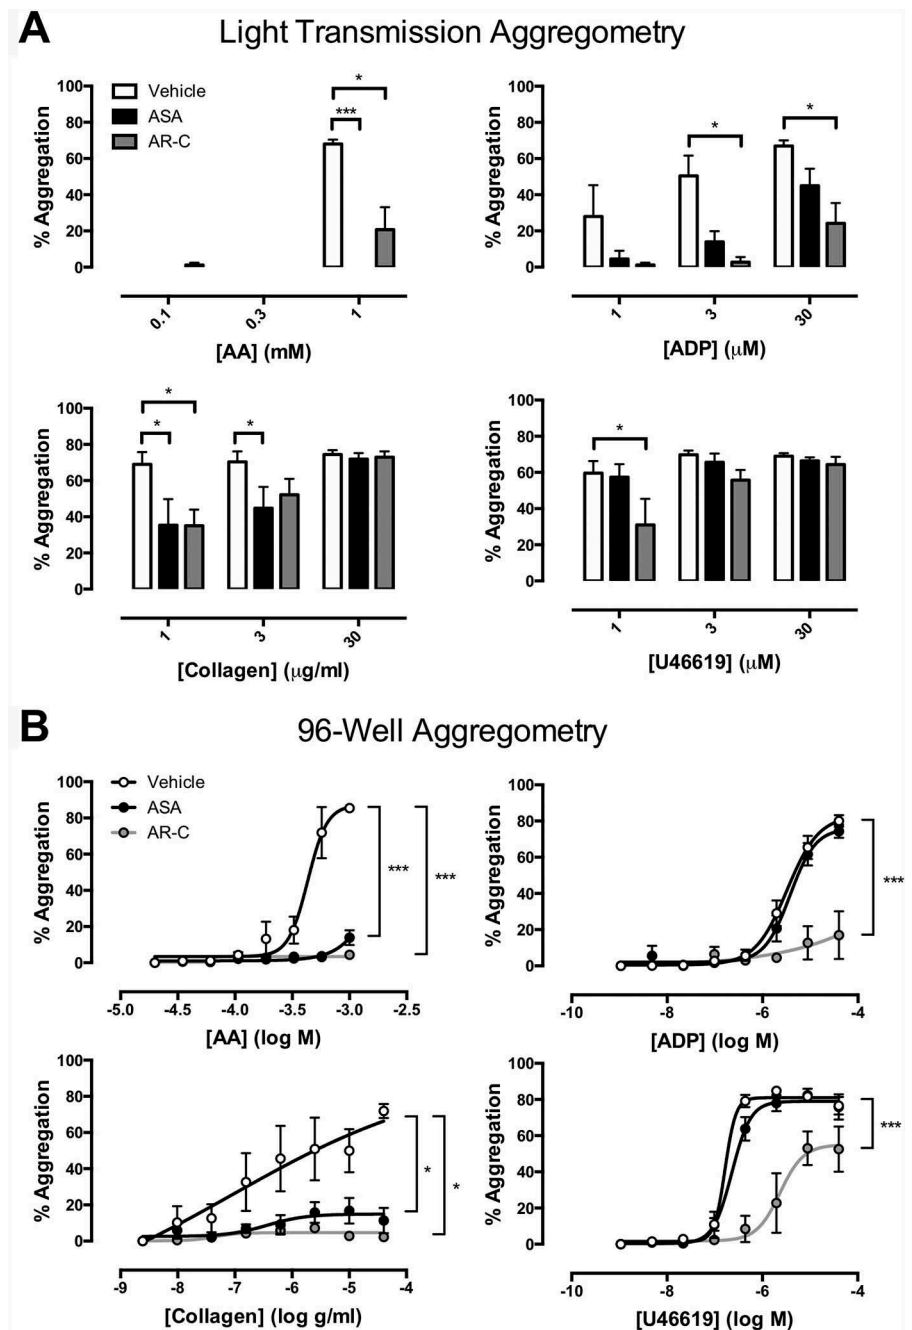 A
Light Transmission Aggregometry
Vehicle
ASA
AR-C
% Aggregation
100
80
60
40
20
0
*
***
0.1
0.3
1
[AA] (mM)
% Aggregation
100
80
60
40
20
0
*
*
1
3
30
[ADP] (μM)
% Aggregation
100
80
60
40
20
0
*
*
*
1
3
30
[Collagen] (μg/ml)
% Aggregation
100
80
60
40
20
0
*
1
3
30
[U46619] (μM)
B
96-Well Aggregometry
Vehicle
ASA
AR-C
% Aggregation
100
80
60
40
20
0
***
***
-5.0 -4.5 -4.0 -3.5 -3.0 -2.5
[AA] (log M)
% Aggregation
100
80
60
40
20
0
***
-10 -8 -6 -4
[ADP] (log M)
% Aggregation
100
80
60
40
20
0
*
*
-9 -8 -7 -6 -5 -4
[Collagen] (log g/ml)
% Aggregation
100
80
60
40
20
0
***
-10 -8 -6 -4
[U46619] (log M)